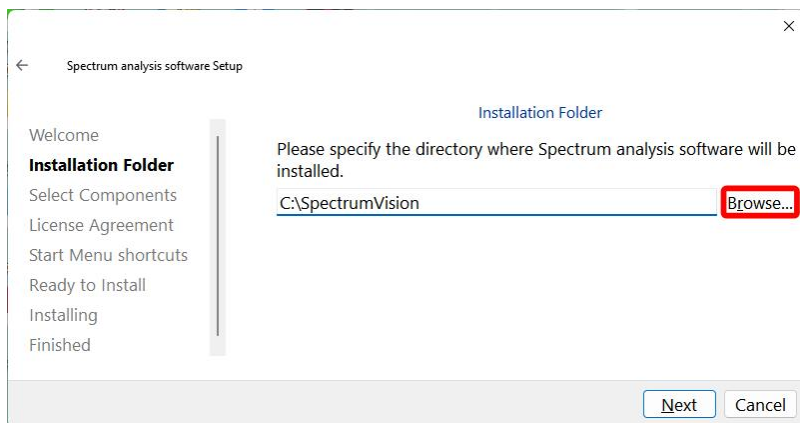 Spectrum analysis software Setup
Welcome
Installation Folder
Select Components
License Agreement
Start Menu shortcuts
Ready to Install
Installing
Finished
Installation Folder
Please specify the directory where Spectrum analysis software will be
installed.
C:\SpectrumVision
Browse...
Next
Cancel